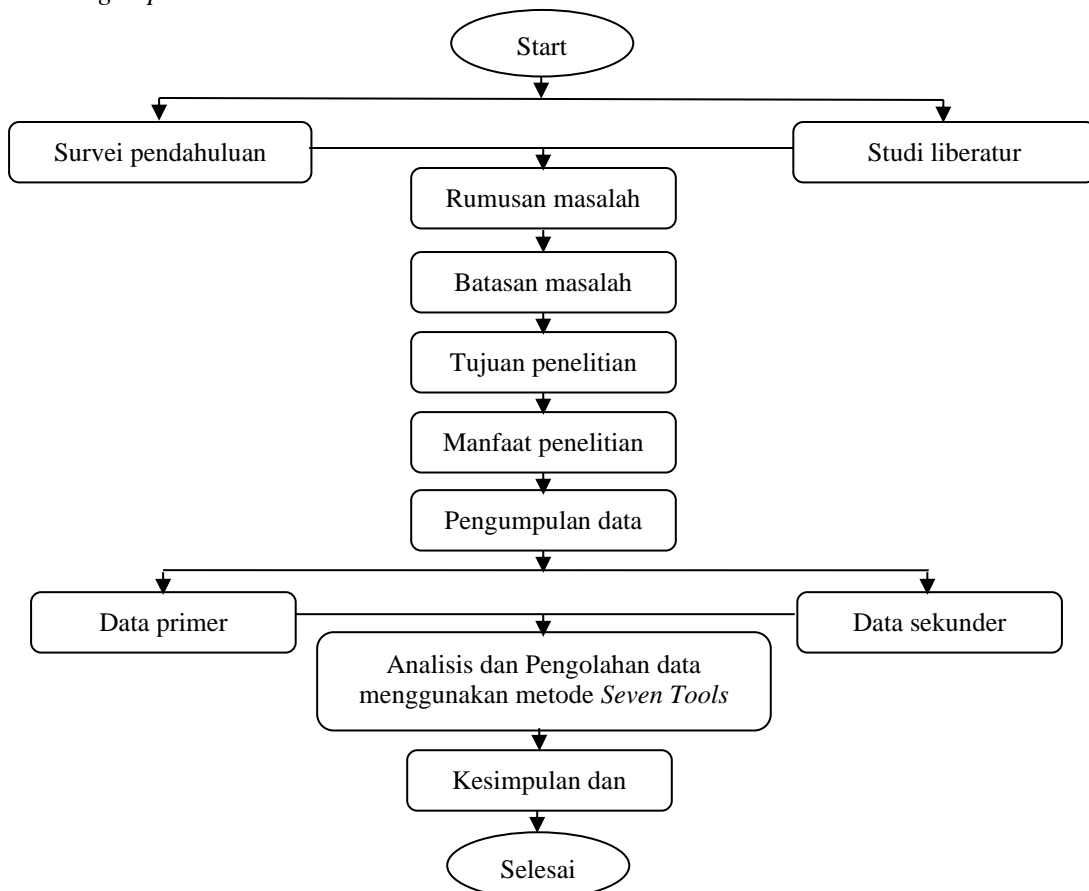 Start
Survei pendahuluan
Studi liberatur
Rumusan masalah
Batasan masalah
Tujuan penelitian
Manfaat penelitian
Pengumpulan data
Data primer
Data sekunder
Analisis dan Pengolahan data
menggunakan metode Seven Tools
Kesimpulan dan
Selesai